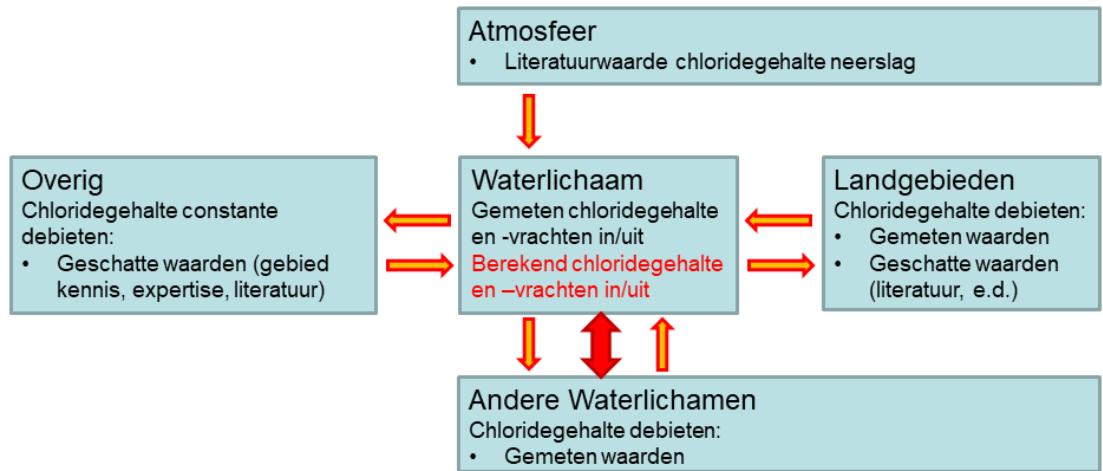 Atmosfeer
• Literatuurwaarde chloridegehalte neerslag
Overig
Chloridegehalte constante
debieten:
• Geschatte waarden (gebied
kennis, expertise, literatuur)
Waterlichaam
Gemeten chloridegehalte
en -vrachten in/uit
Berekend chloridegehalte
en –vrachten in/uit
Landgebieden
Chloridegehalte debieten:
• Gemeten waarden
• Geschatte waarden
(literatuur, e.d.)
Andere Waterlichamen
Chloridegehalte debieten:
• Gemeten waarden